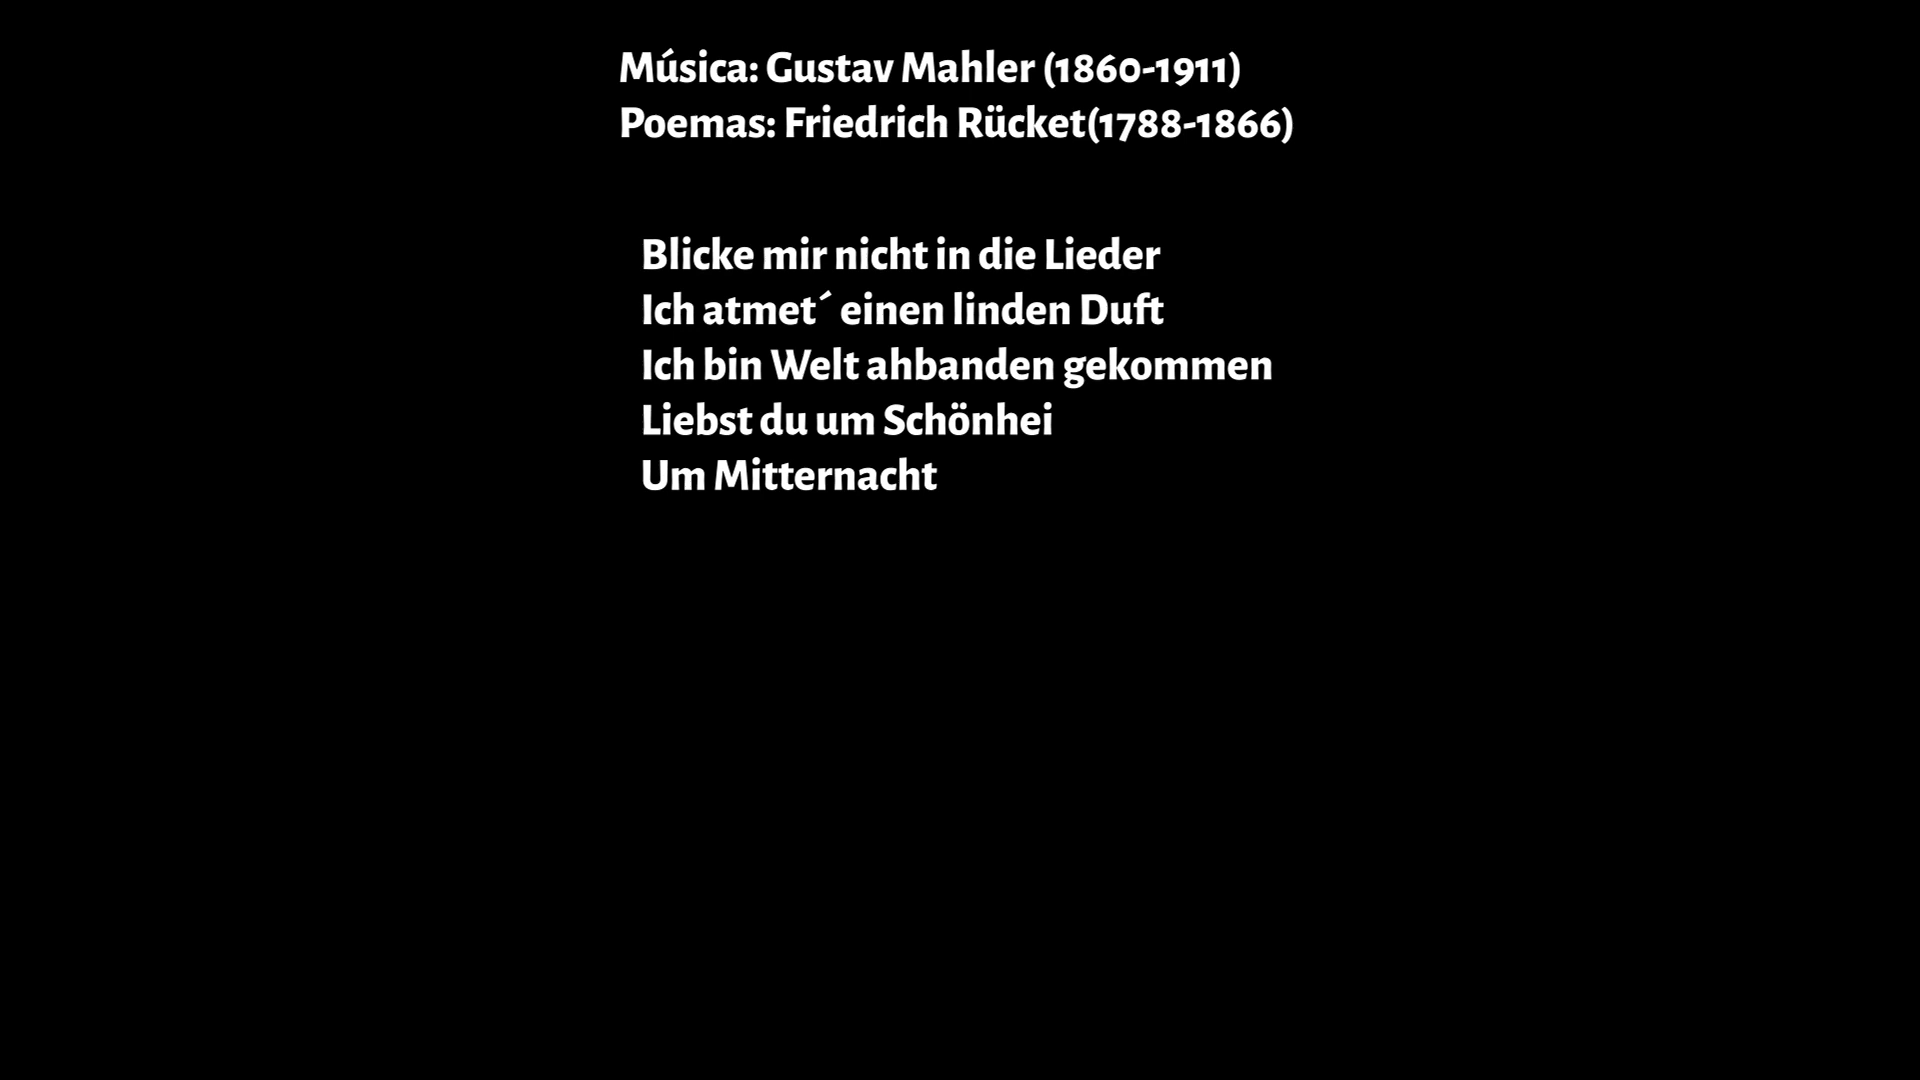 Música: Gustav Mahler (1860-1911)
Poemas: Friedrich Rücket(1788-1866)
Blicke mir nicht in die Lieder
Ich atmet´ einen linden Duft
Ich bin Welt ahbanden gekommen
Liebst du um Schönhei
Um Mitternacht